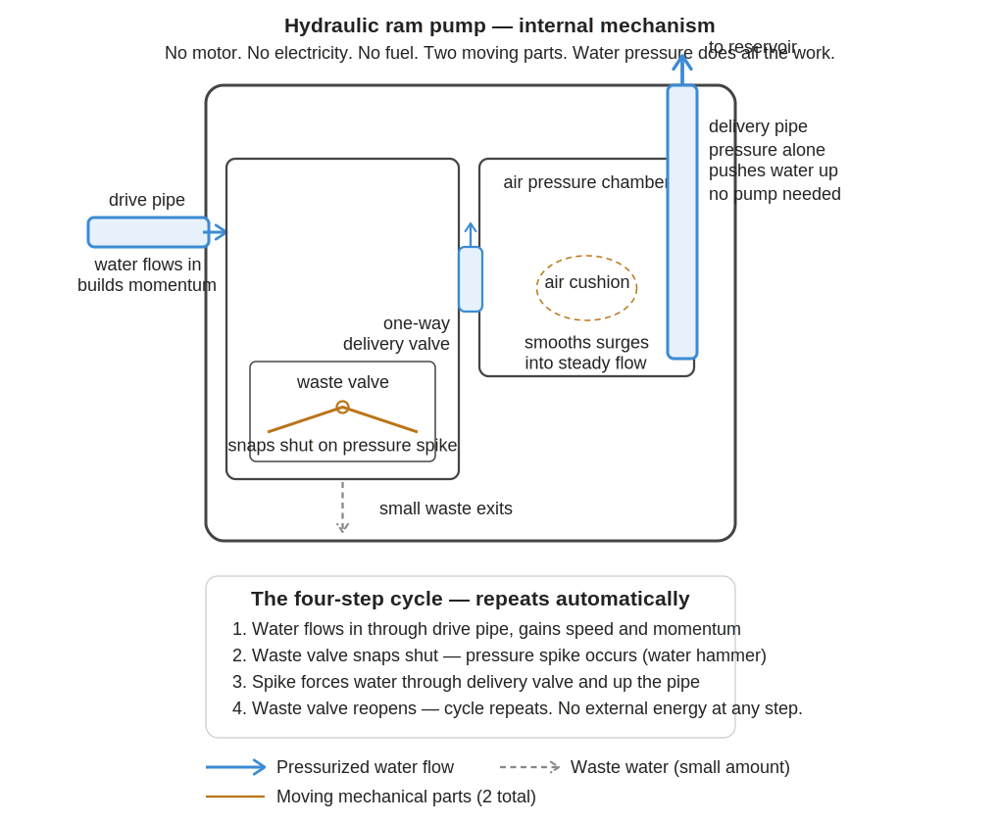 Hydraulic ram pump — internal mechanism
No motor. No electricity. No fuel. Two moving parts. Water pressure does all the work.
to reservoir
delivery pipe
pressure alone
pushes water up
no pump needed
air pressure chamber
drive pipe
water flows in
builds momentum
air cushion
one-way
delivery valve
smooths surges
into steady flow
waste valve
snaps shut on pressure spike
small waste exits
The four-step cycle — repeats automatically
1. Water flows in through drive pipe, gains speed and momentum
2. Waste valve snaps shut — pressure spike occurs (water hammer)
3. Spike forces water through delivery valve and up the pipe
4. Waste valve reopens — cycle repeats. No external energy at any step.
Pressurized water flow
Waste water (small amount)
Moving mechanical parts (2 total)